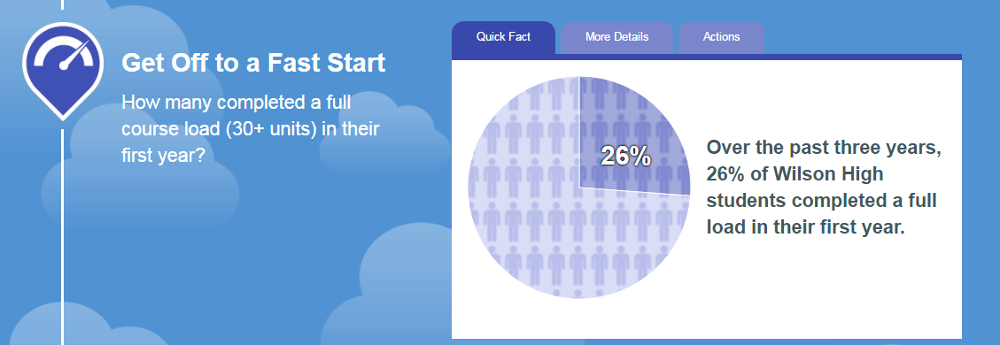 Get Off to a Fast Start
How many completed a full
course load (30+ units) in their
first year?
Quick Fact
More Details
Actions
26%
Over the past three years,
26% of Wilson High
students completed a full
load in their first year.